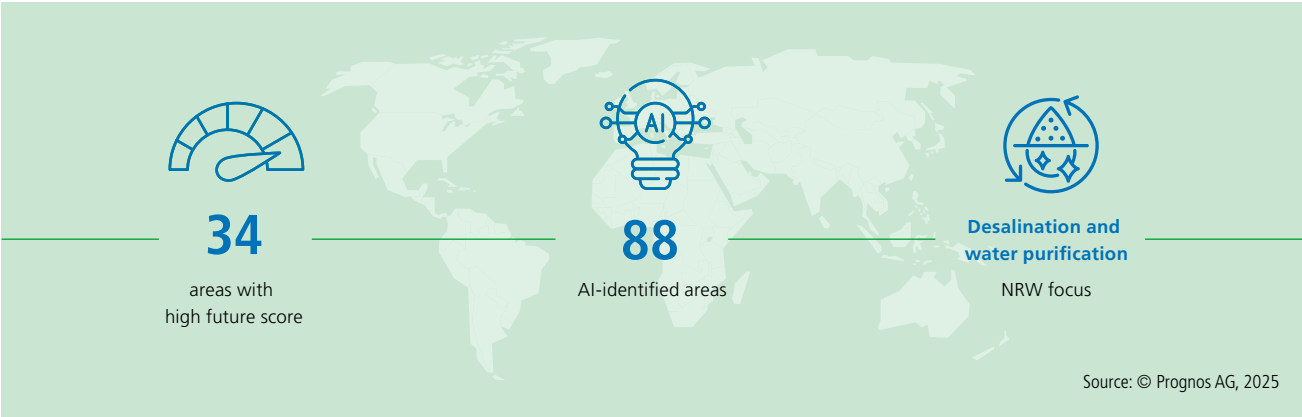 AI
34
areas with
high future score
88
AI-identified areas
Desalination and
water purification
NRW focus
Source: © Prognos AG, 2025